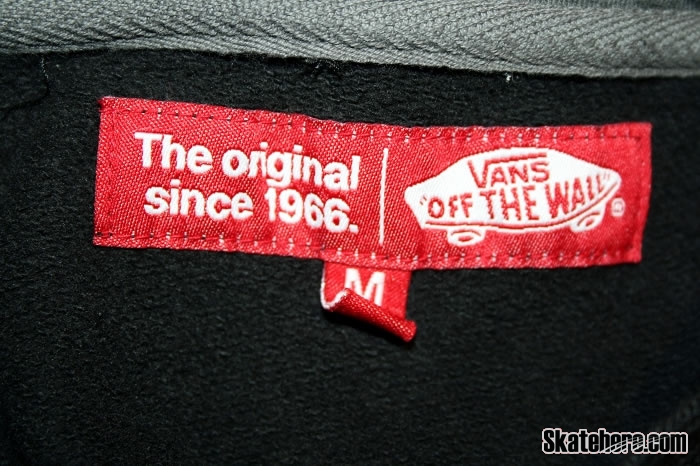 The original
since 1966.
VANS
"OFF THE WALL"
®
M
Skatehere.com